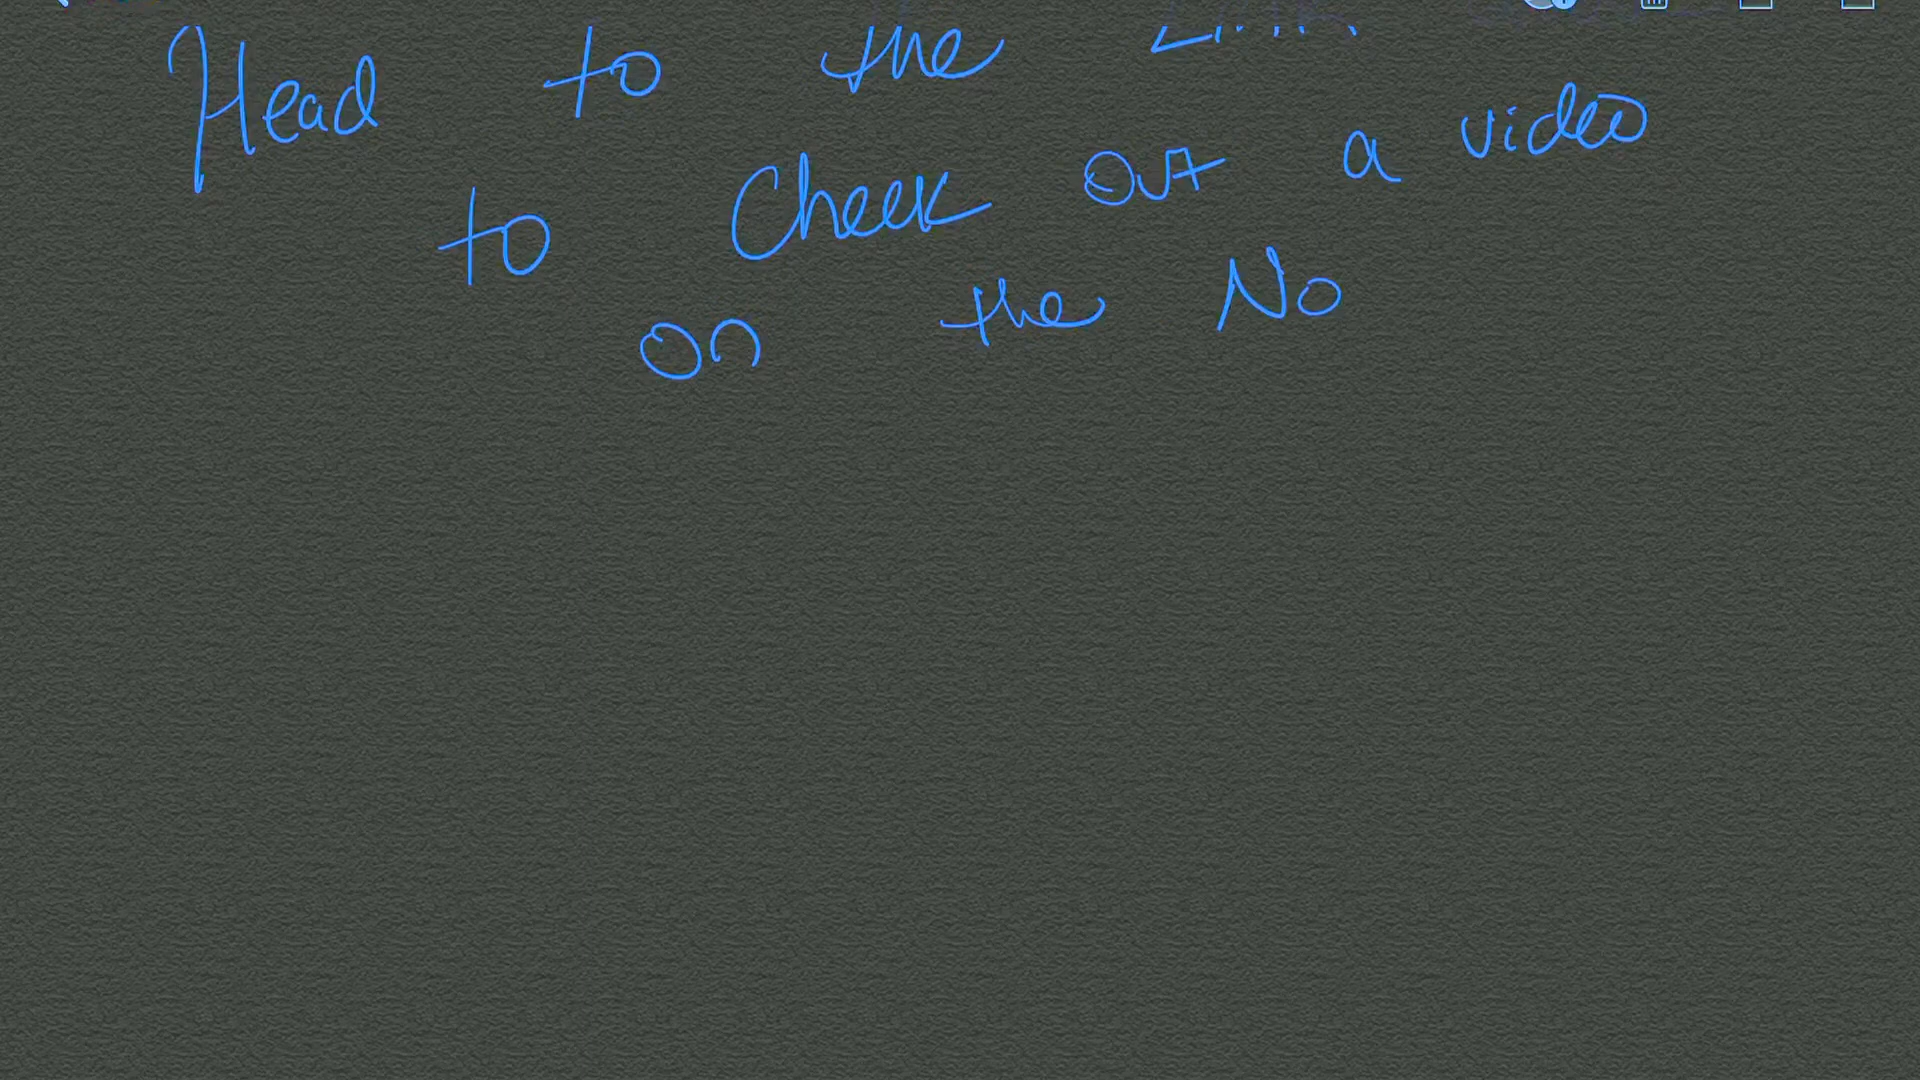 Head to the
to Check out a video
on the No